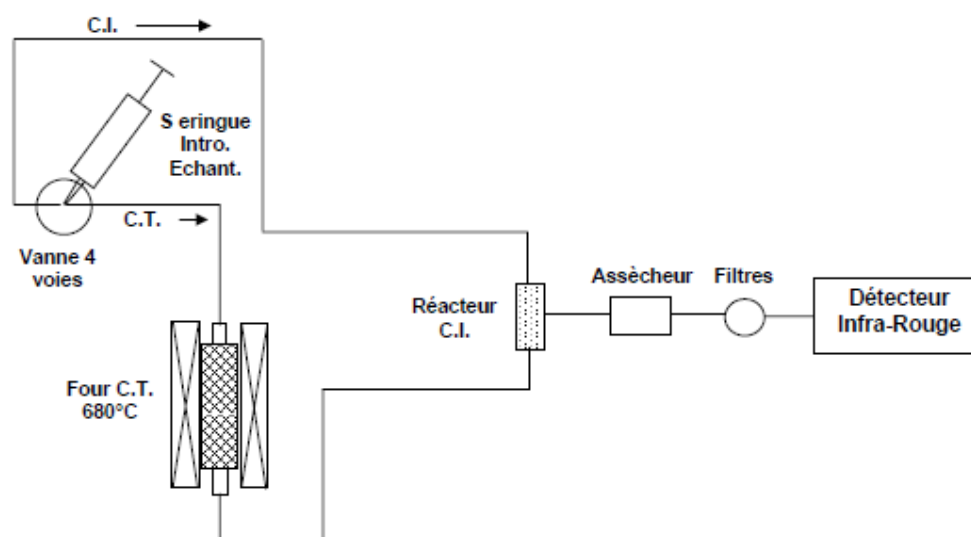 C.I.
S eringue
Intro.
Echant.
C.T.
Vanne 4
voies
Réacteur
C.I.
Assècheur
Filtres
Détecteur
Infra-Rouge
Four C.T.
680°C